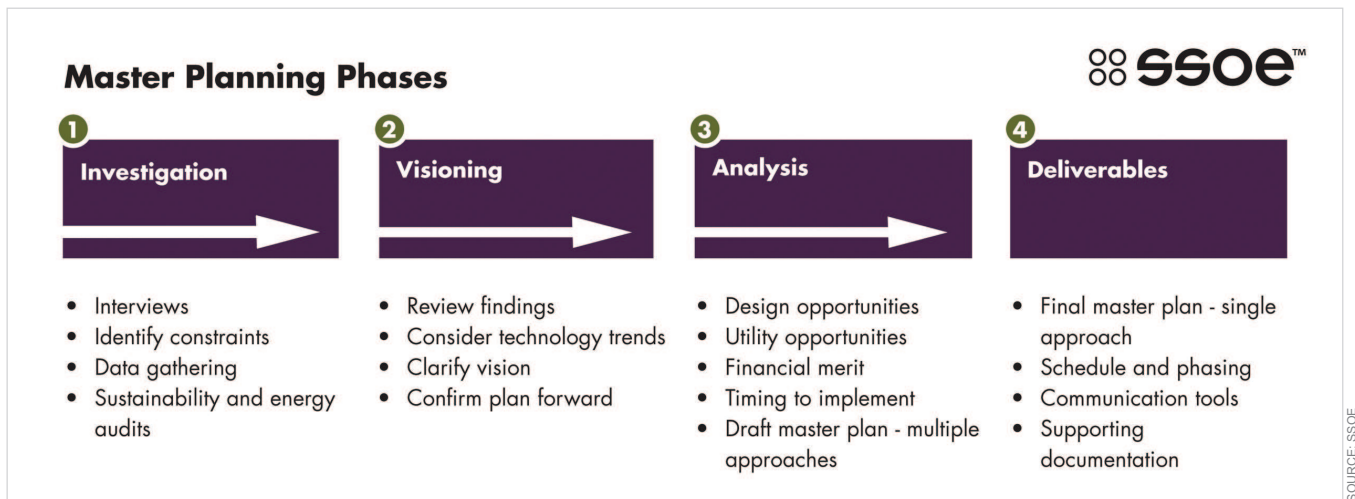 Master Planning Phases
ssoe™
1
Investigation
• Interviews
• Identify constraints
• Data gathering
• Sustainability and energy
audits
2
Visioning
• Review findings
• Consider technology trends
• Clarify vision
• Confirm plan forward
3
Analysis
• Design opportunities
• Utility opportunities
• Financial merit
• Timing to implement
• Draft master plan - multiple
approaches
4
Deliverables
• Final master plan - single
approach
• Schedule and phasing
• Communication tools
• Supporting
documentation
SOURCE: SSOE